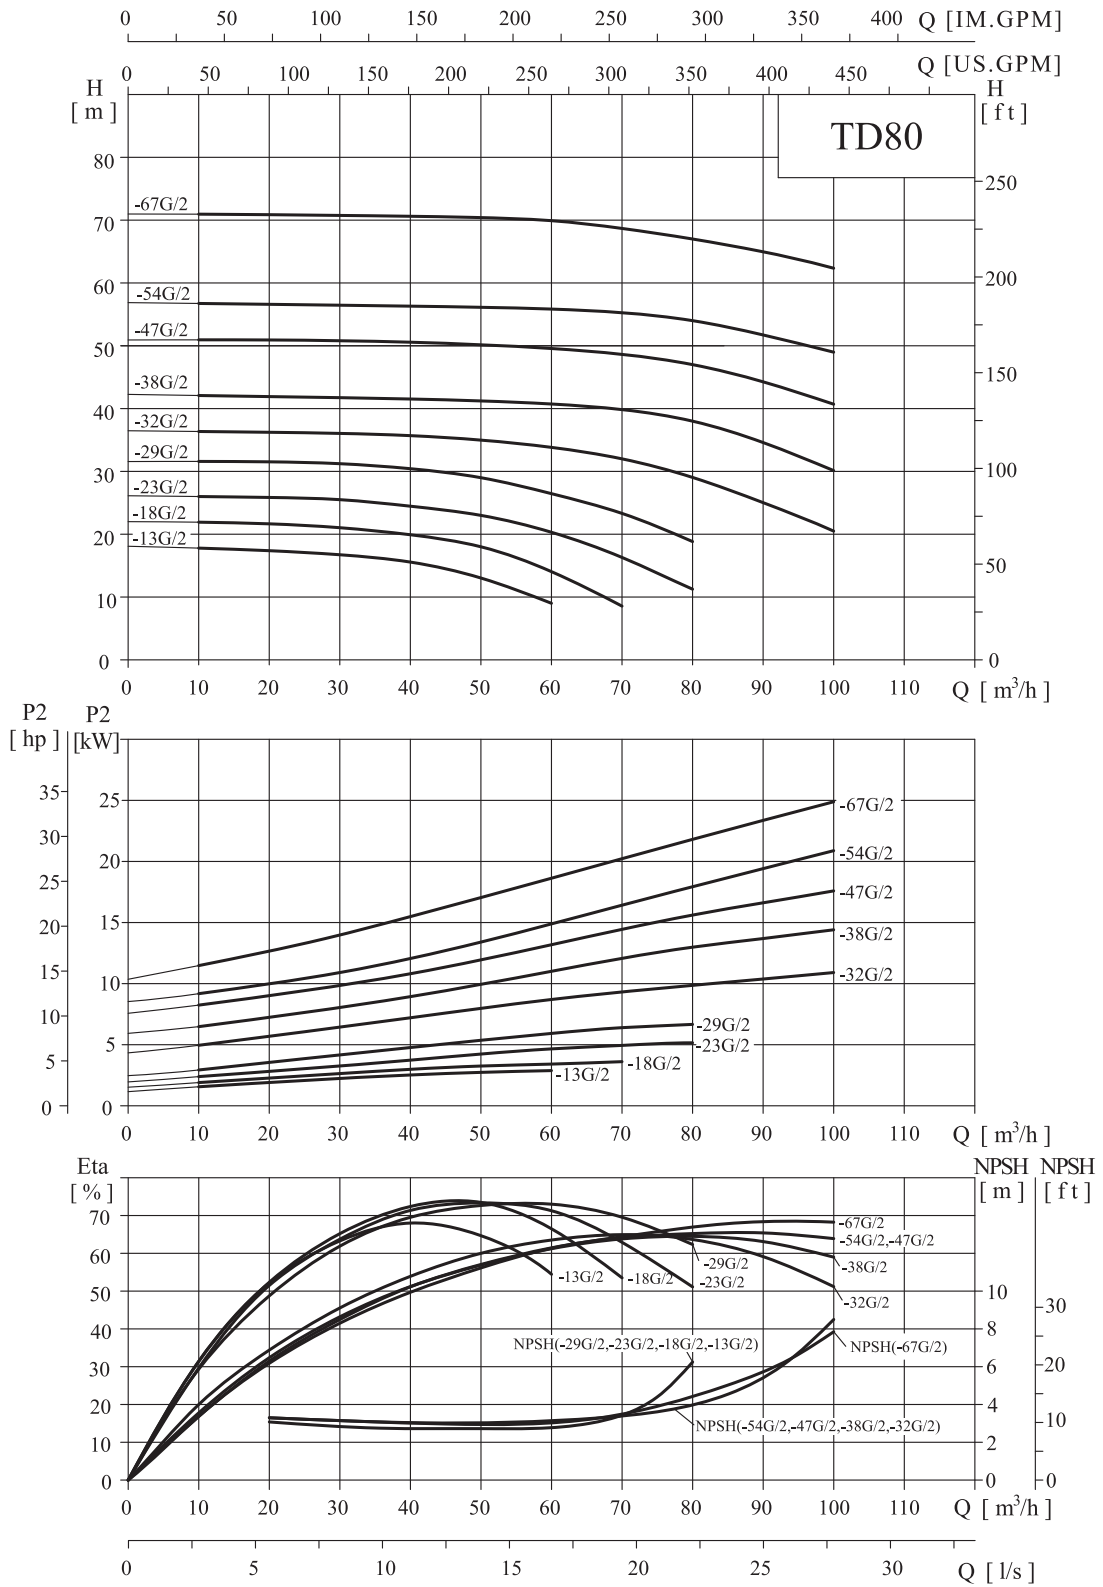 0 50 100 150 200 250 300 350 400 Q [IM.GPM]
0 50 100 150 200 250 300 350 400 450 Q [US.GPM]
H
[ m ]
H
[ f t ]
TD80
80
70
60
50
40
30
20
10
0
250
200
150
100
50
0
-67G/2
-54G/2
-47G/2
-38G/2
-32G/2
-29G/2
-23G/2
-18G/2
-13G/2
0 10 20 30 40 50 60 70 80 90 100 110 Q [ m³/h ]
P2
[ hp ]
P2
[kW]
35
30
25
20
15
10
5
0
25
20
15
10
5
0
-67G/2
-54G/2
-47G/2
-38G/2
-32G/2
-29G/2
-23G/2
-18G/2
-13G/2
0 10 20 30 40 50 60 70 80 90 100 110 Q [ m³/h ]
Eta
[ % ]
NPSH
[ m ]
NPSH
[ f t ]
70
60
50
40
30
20
10
0
10
8
6
4
2
0
30
20
10
0
-67G/2
-54G/2,-47G/2
-38G/2
-32G/2
-29G/2
-23G/2
-18G/2
-13G/2
NPSH(-29G/2,-23G/2,-18G/2,-13G/2)
NPSH(-67G/2)
NPSH(-54G/2,-47G/2,-38G/2,-32G/2)
0 10 20 30 40 50 60 70 80 90 100 110 Q [ m³/h ]
0 5 10 15 20 25 30 Q [ l/s ]